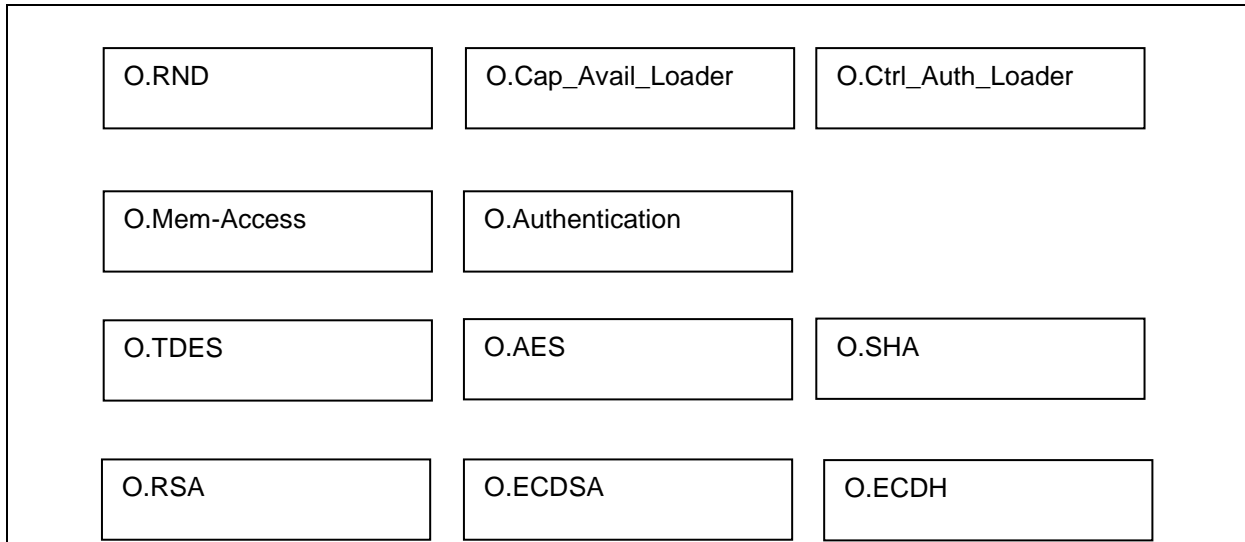 O.RND
O.Cap_Avail_Loader
O.Ctrl_Auth_Loader
O.Mem-Access
O.Authentication
O.TDES
O.AES
O.SHA
O.RSA
O.ECDSA
O.ECDH